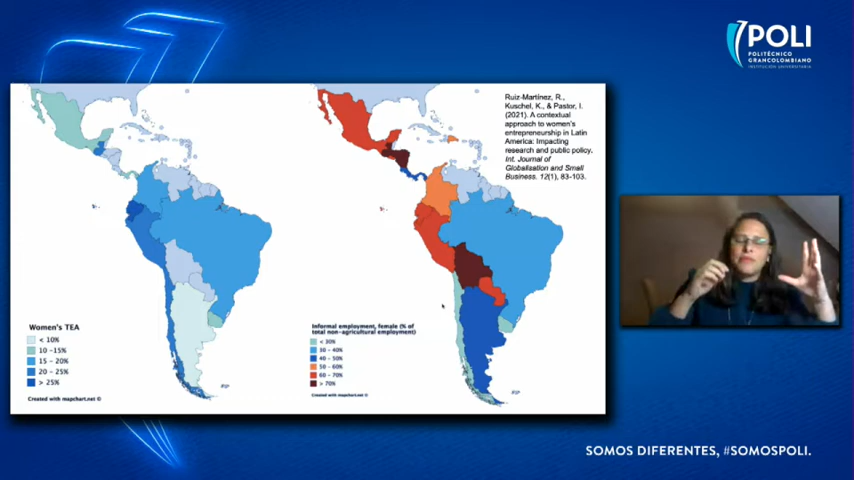 POLI
POLITÉCNICO
GRANCOLOMBIANO
INSTITUCIÓN UNIVERSITARIA
Ruiz-Martínez, R.,
Kuschel, K., & Pastor, I.
(2021). A contextual
approach to women's
entrepreneurship in Latin
America: Impacting
research and public policy.
Int. Journal of
Globalisation and Small
Business. 12(1), 83-103.
Women's TEA
< 10%
10 -15%
15 - 20%
20 - 25%
> 25%
Created with mapchart.net ©
Informal employment, female (% of
total non-agricultural employment)
< 30%
30 - 40%
40 - 50%
50 - 60%
60 - 70%
> 70%
Created with mapchart.net ©
SOMOS DIFERENTES, #SOMOSPOLI.